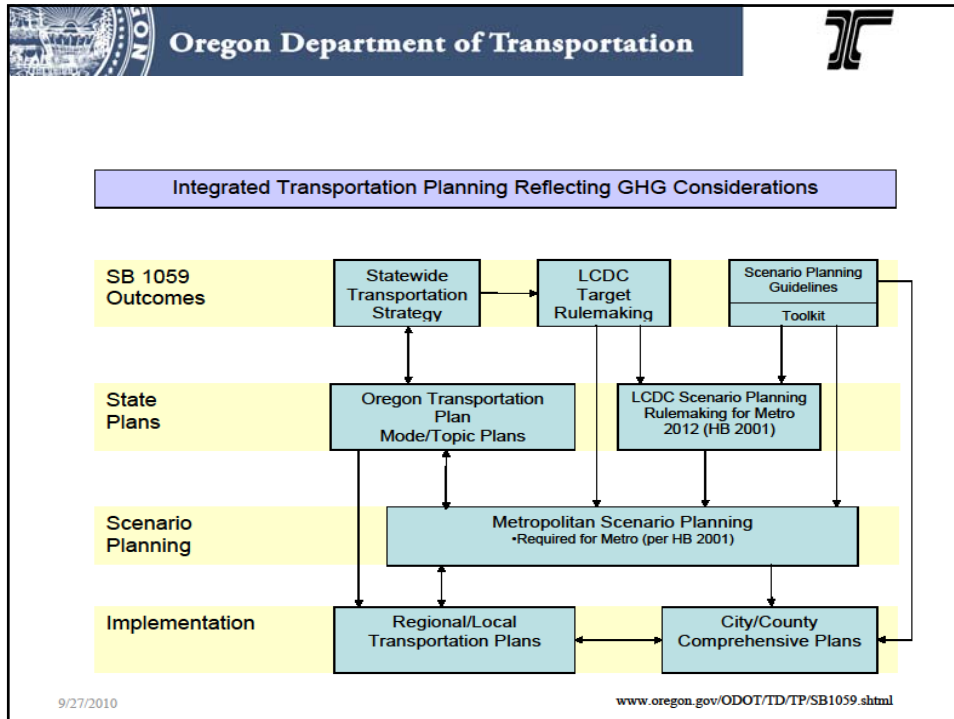 GON
Oregon Department of Transportation
Integrated Transportation Planning Reflecting GHG Considerations
SB 1059
Outcomes
Statewide
Transportation
Strategy
LCDC
Target
Rulemaking
Scenario Planning
Guidelines
Toolkit
State
Plans
Oregon Transportation
Plan
Mode/Topic Plans
LCDC Scenario Planning
Rulemaking for Metro
2012 (HB 2001)
Scenario
Planning
Metropolitan Scenario Planning
•Required for Metro (per HB 2001)
Implementation
Regional/Local
Transportation Plans
City/County
Comprehensive Plans
9/27/2010
www.oregon.gov/ODOT/TD/TP/SB1059.shtml